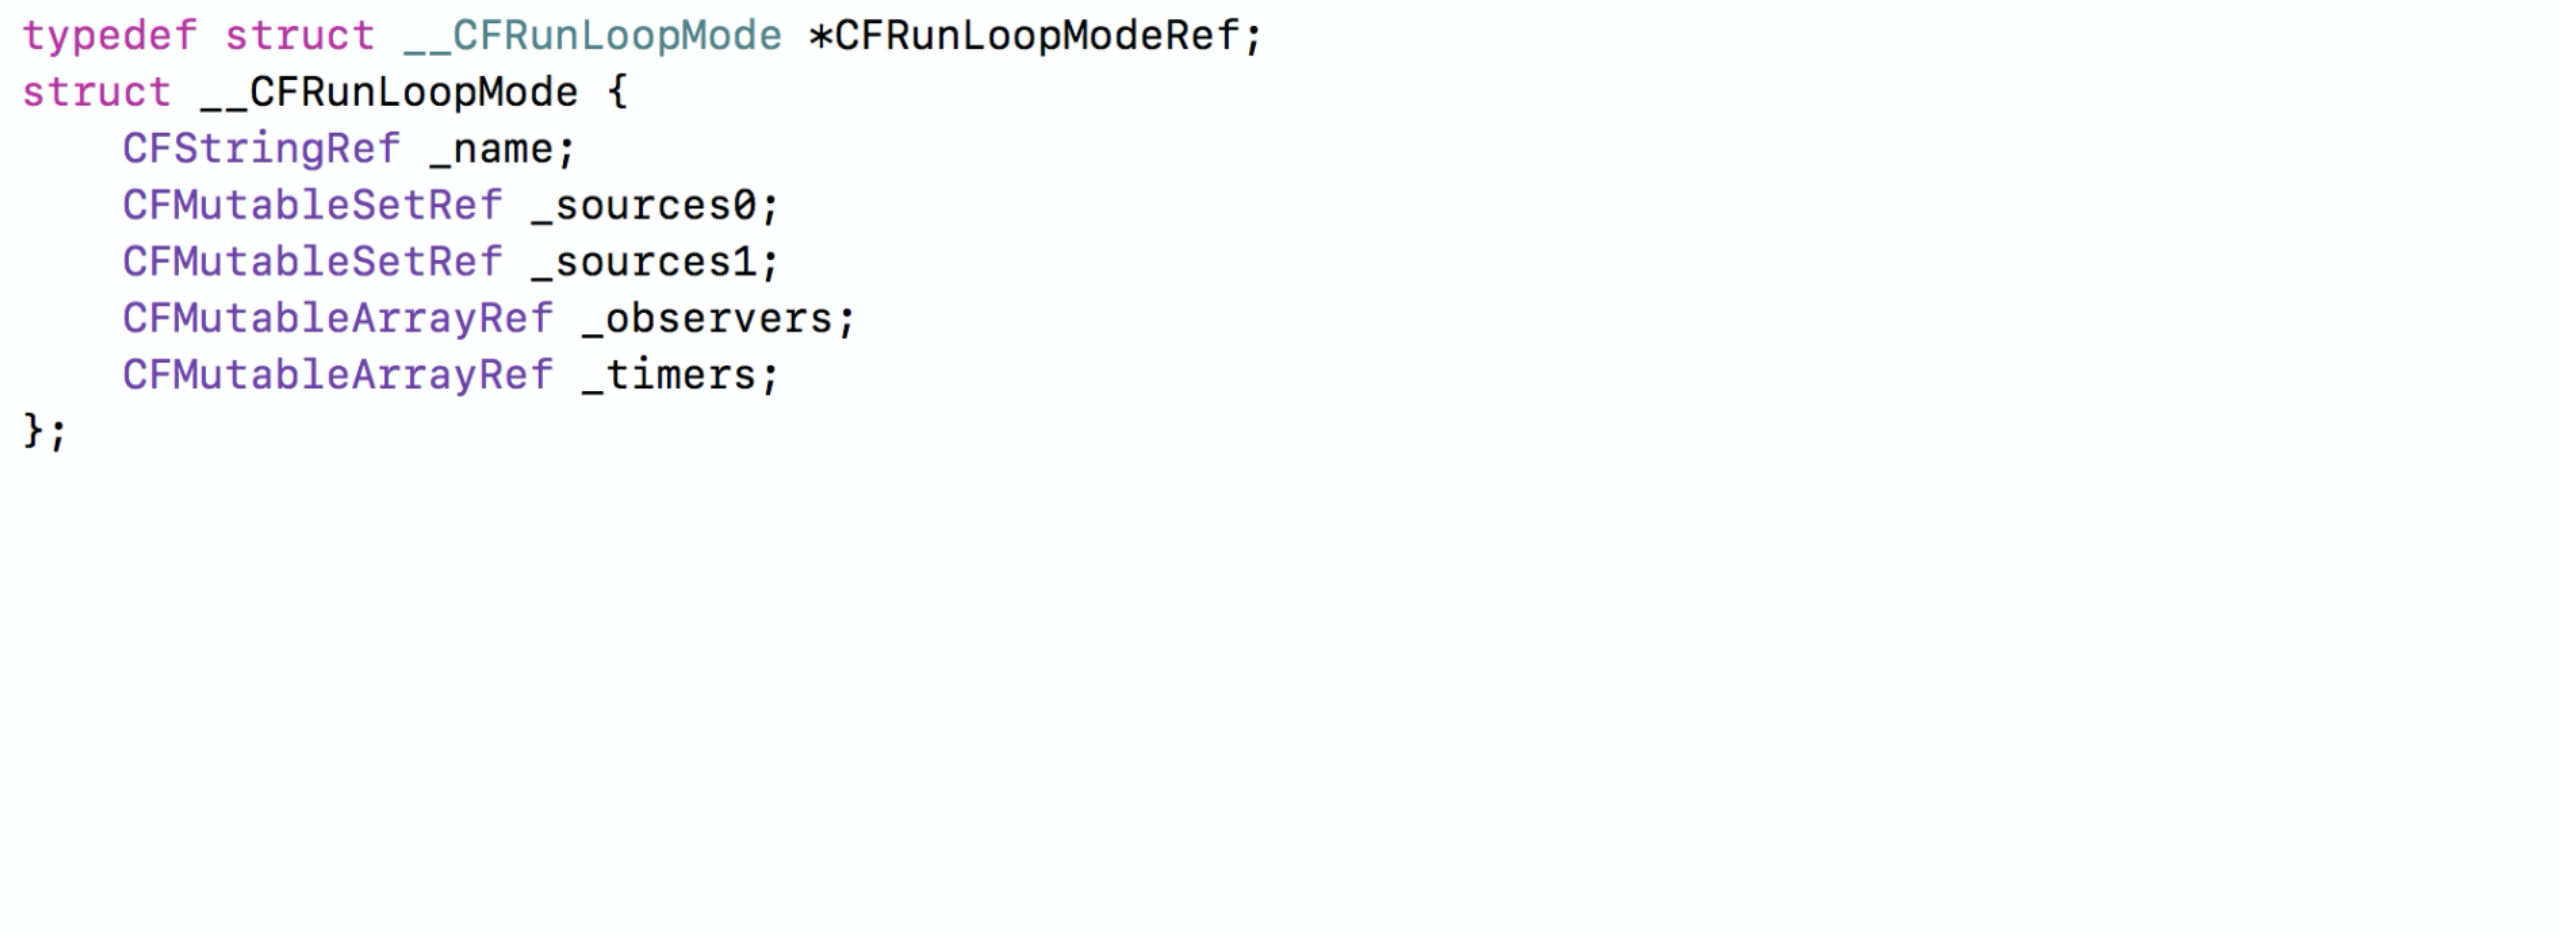 typedef struct __CFRunLoopMode *CFRunLoopModeRef;
struct __CFRunLoopMode {
    CFStringRef _name;
    CFMutableSetRef _sources0;
    CFMutableSetRef _sources1;
    CFMutableArrayRef _observers;
    CFMutableArrayRef _timers;
};